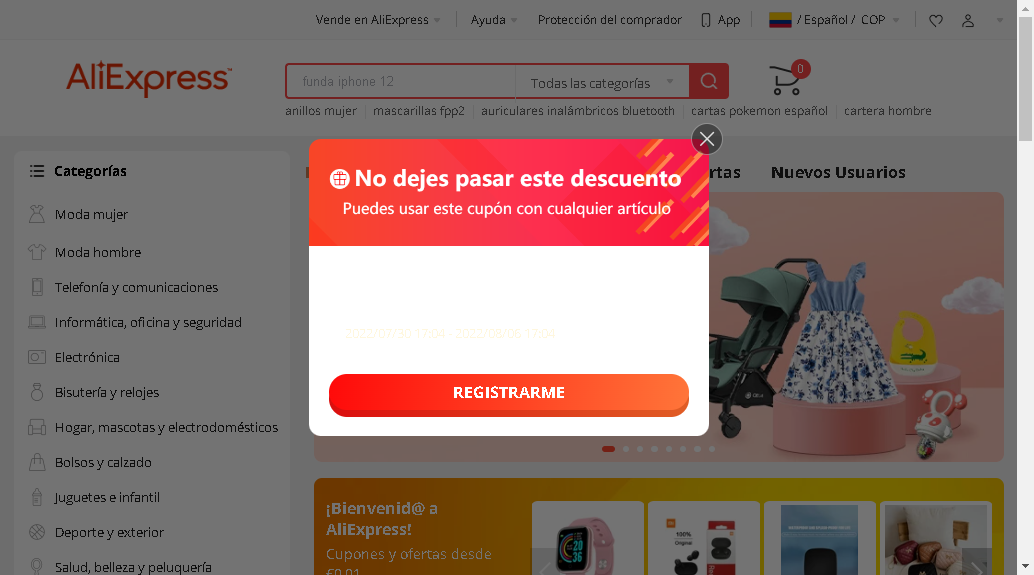 Vende en AliExpress
Ayuda
Protección del comprador
App
/ Español / COP
AliExpress
funda iphone 12
Todas las categorías
0
anillos mujer
mascarillas fpp2
auriculares inalámbricos bluetooth
cartas pokemon español
cartera hombre
Categorías
Moda mujer
Moda hombre
Telefonía y comunicaciones
Informática, oficina y seguridad
Electrónica
Bisutería y relojes
Hogar, mascotas y electrodomésticos
Bolsos y calzado
Juguetes e infantil
Deporte y exterior
Salud, belleza y peluquería
Nuevos Usuarios
No dejes pasar este descuento
Puedes usar este cupón con cualquier artículo
2022/07/30 17:04 - 2022/08/06 17:04
REGISTRARME
¡Bienvenid@ a
AliExpress!
Cupones y ofertas desde
€0,01
100%
Original